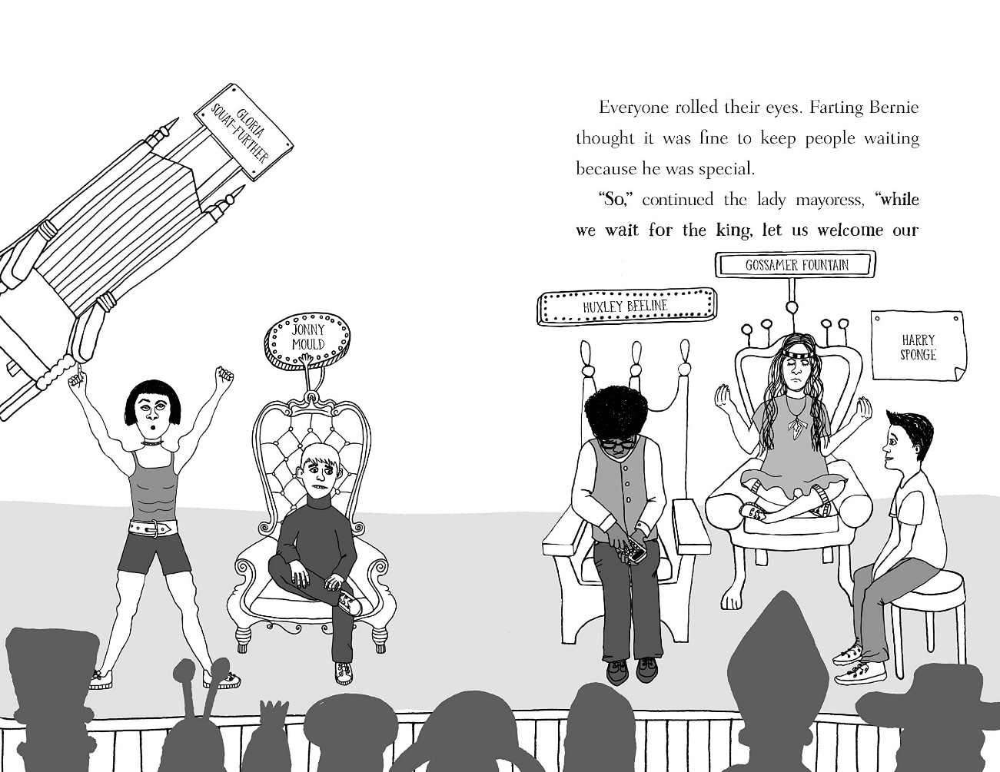 GLORIA
SQUAT-FURTHER
JONNY
MOULD
Everyone rolled their eyes. Farting Bernie
thought it was fine to keep people waiting
because he was special.
“So,” continued the lady mayoress, “while
we wait for the king, let us welcome our
GOSSAMER FOUNTAIN
HUXLEY BEELINE
HARRY
SPONGE